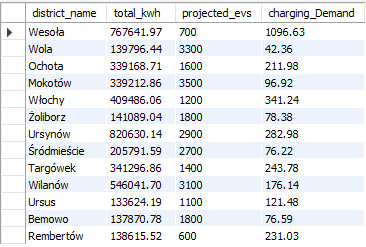 district_name total_kwh projected_evs charging_Demand
Wesoła 767641.97 700 1096.63
Wola 139796.44 3300 42.36
Ochota 339168.71 1600 211.98
Mokotów 339212.86 3500 96.92
Włochy 409486.06 1200 341.24
Żoliborz 141089.04 1800 78.38
Ursynów 820630.14 2900 282.98
Śródmieście 205791.59 2700 76.22
Targówek 341296.86 1400 243.78
Wilanów 546041.70 3100 176.14
Ursus 133624.19 1100 121.48
Bemowo 137870.78 1800 76.59
Rembertów 138615.52 600 231.03